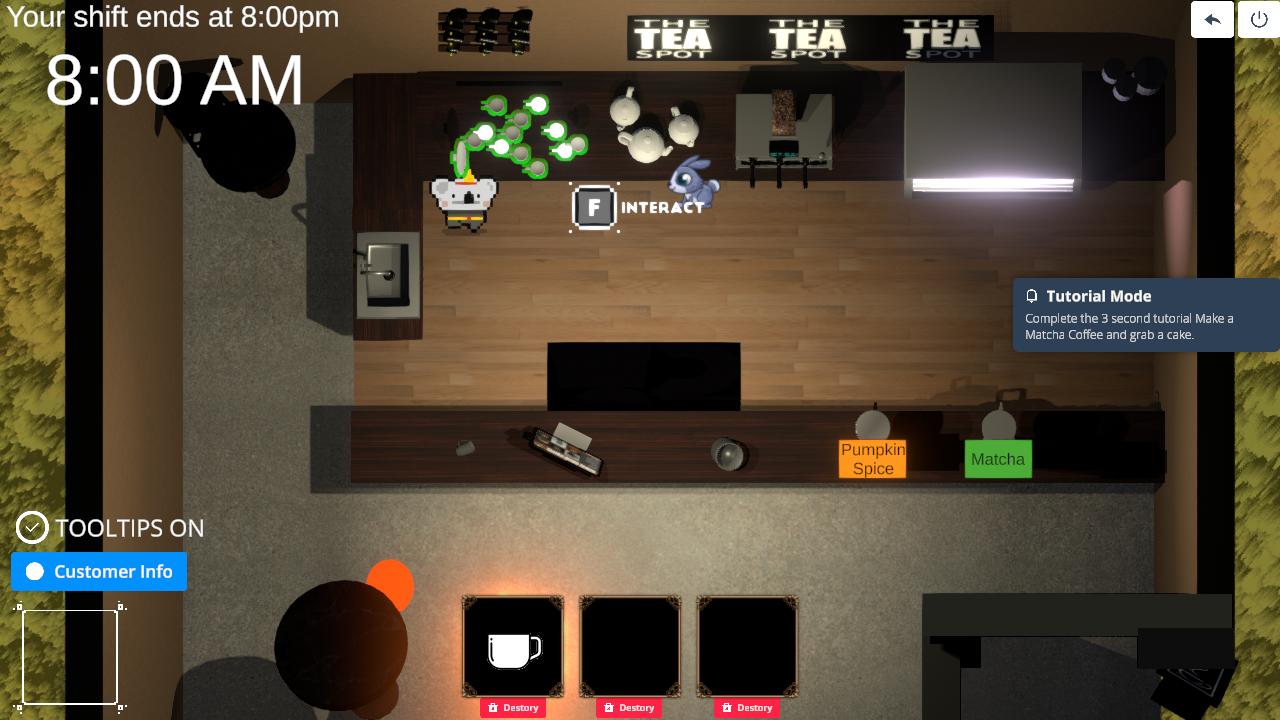 Your shift ends at 8:00pm
8:00 AM
THE TEA SPOT
THE TEA SPOT
THE TEA SPOT
F INTERACT
Tutorial Mode
Complete the 3 second tutorial Make a
Matcha Coffee and grab a cake.
Pumpkin
Spice
Matcha
TOOLTIPS ON
Customer Info
Destory
Destory
Destory